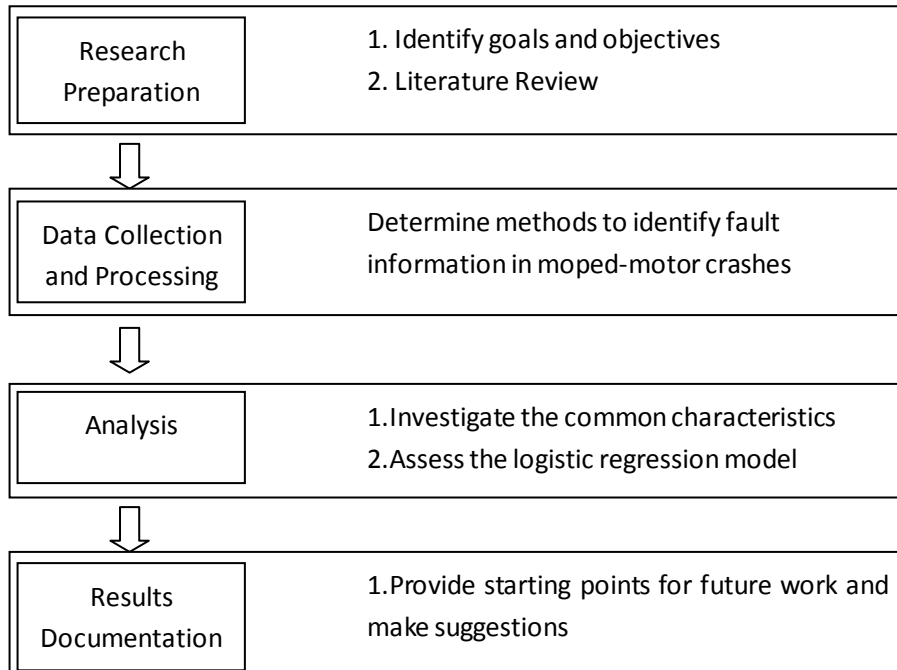 Research
Preparation
1. Identify goals and objectives
2. Literature Review
Data Collection
and Processing
Determine methods to identify fault
information in moped-motor crashes
Analysis
1.Investigate the common characteristics
2.Assess the logistic regression model
Results
Documentation
1.Provide starting points for future work and
make suggestions